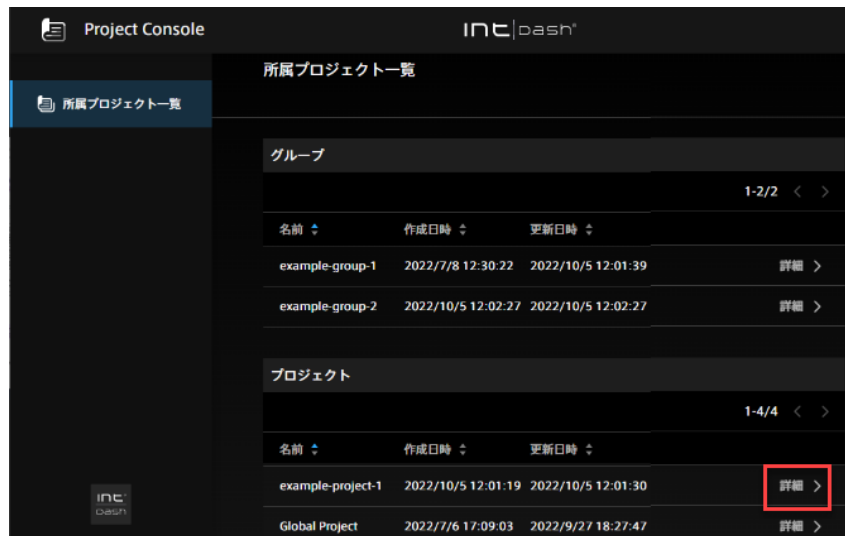 Project Console
intdash
所属プロジェクト一覧
所属プロジェクト一覧
グループ
1-2/2
名前 作成日時 更新日時
example-group-1 2022/7/8 12:30:22 2022/10/5 12:01:39 詳細
example-group-2 2022/10/5 12:02:27 2022/10/5 12:02:27 詳細
プロジェクト
1-4/4
名前 作成日時 更新日時
example-project-1 2022/10/5 12:01:19 2022/10/5 12:01:30 詳細
Global Project 2022/7/6 17:09:03 2022/9/27 18:27:47 詳細
int
dash